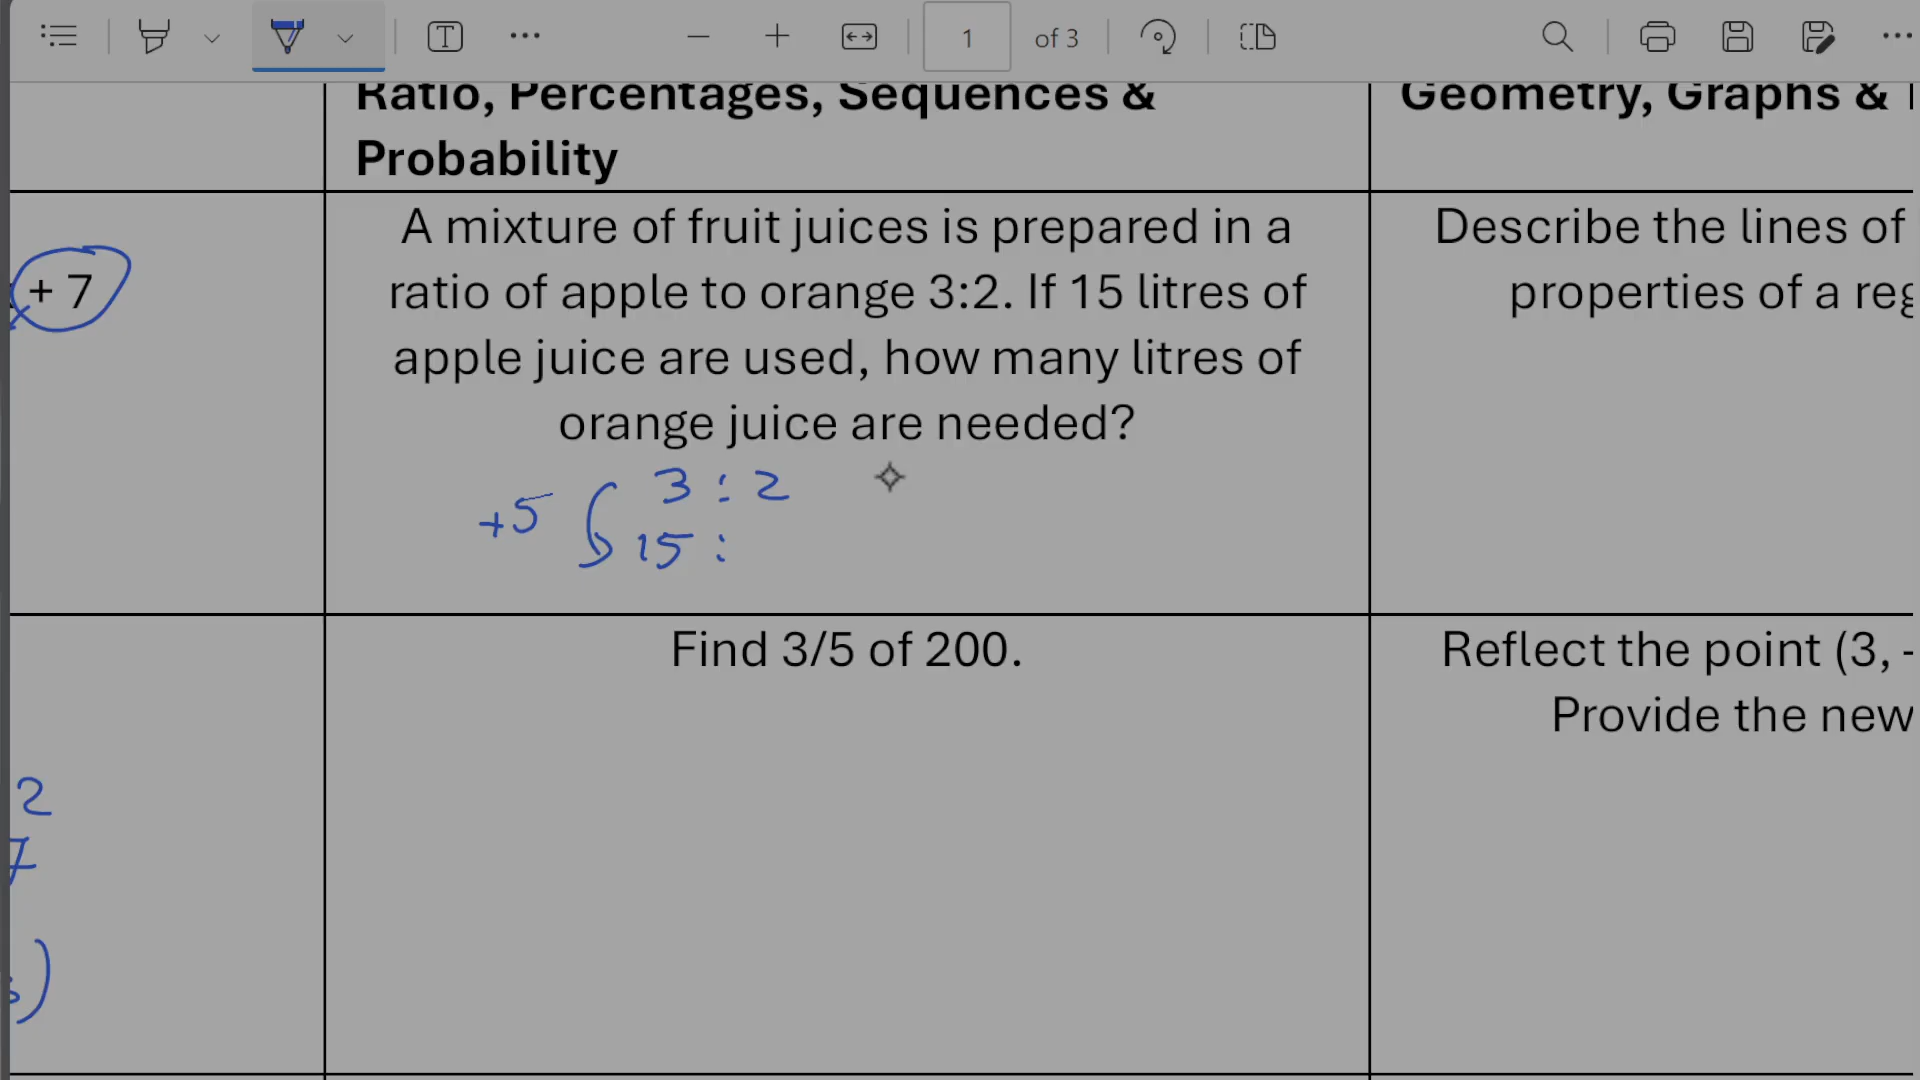 1 of 3
Ratio, Percentages, Sequences &
Probability
Geometry, Graphs &
+ 7
A mixture of fruit juices is prepared in a
ratio of apple to orange 3:2. If 15 litres of
apple juice are used, how many litres of
orange juice are needed?
3 : 2
+5
15 :
Describe the lines of
properties of a reg
Find 3/5 of 200.
Reflect the point (3, -
Provide the new
2
7
)